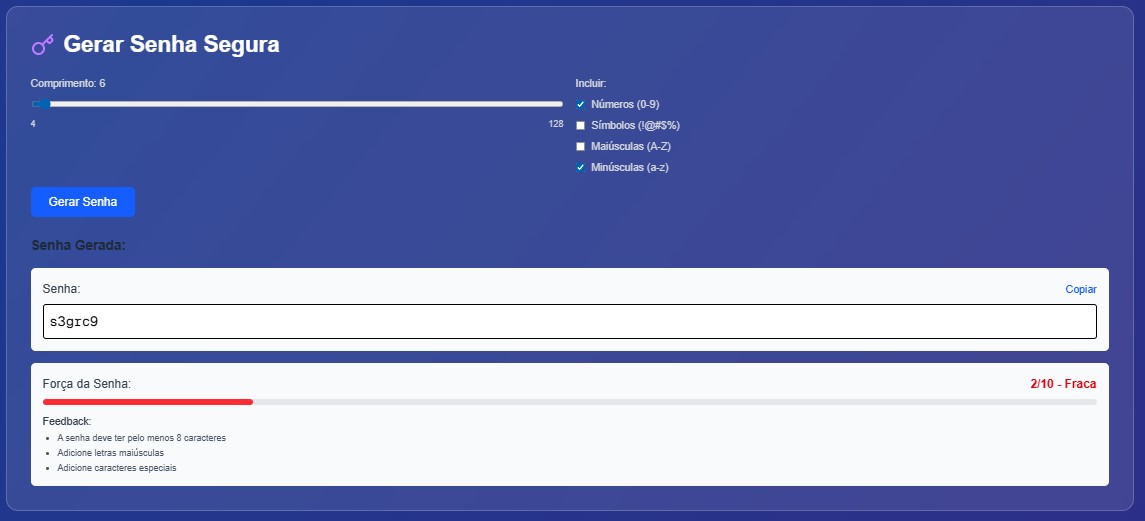 Gerar Senha Segura
Comprimento: 6
4
128
Incluir:
Números (0-9)
Símbolos (!@#$%)
Maiúsculas (A-Z)
Minúsculas (a-z)
Gerar Senha
Senha Gerada:
Senha:
Copiar
s3grc9
Força da Senha:
2/10 - Fraca
Feedback:
A senha deve ter pelo menos 8 caracteres
Adicione letras maiúsculas
Adicione caracteres especiais